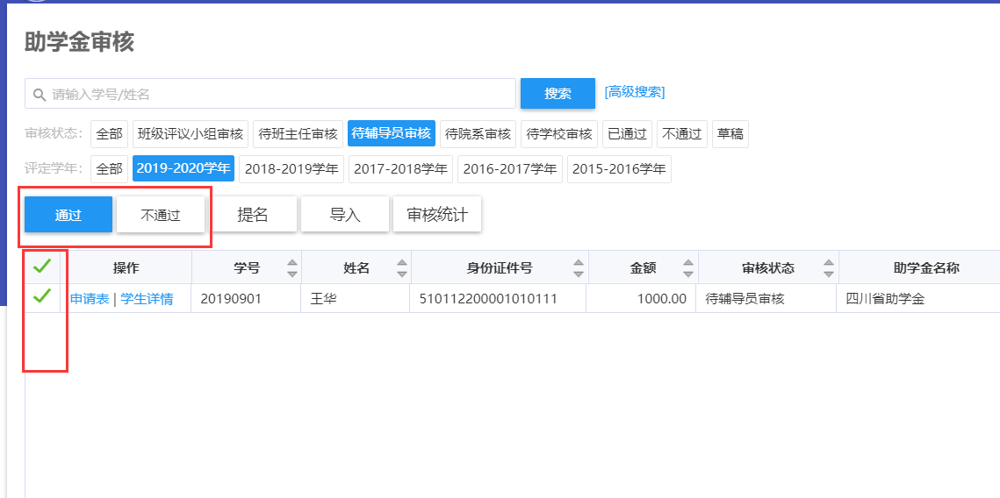 助学金审核
请输入学号/姓名 搜索 [高级搜索]
审核状态: 全部 班级评议小组审核 待班主任审核 待辅导员审核 待院系审核 待学校审核 已通过 不通过 草稿
评定学年: 全部 2019-2020学年 2018-2019学年 2017-2018学年 2016-2017学年 2015-2016学年
通过 不通过 提名 导入 审核统计
操作 学号 姓名 身份证件号 金额 审核状态 助学金名称
申请表 | 学生详情 20190901 王华 510112200001010111 1000.00 待辅导员审核 四川省助学金